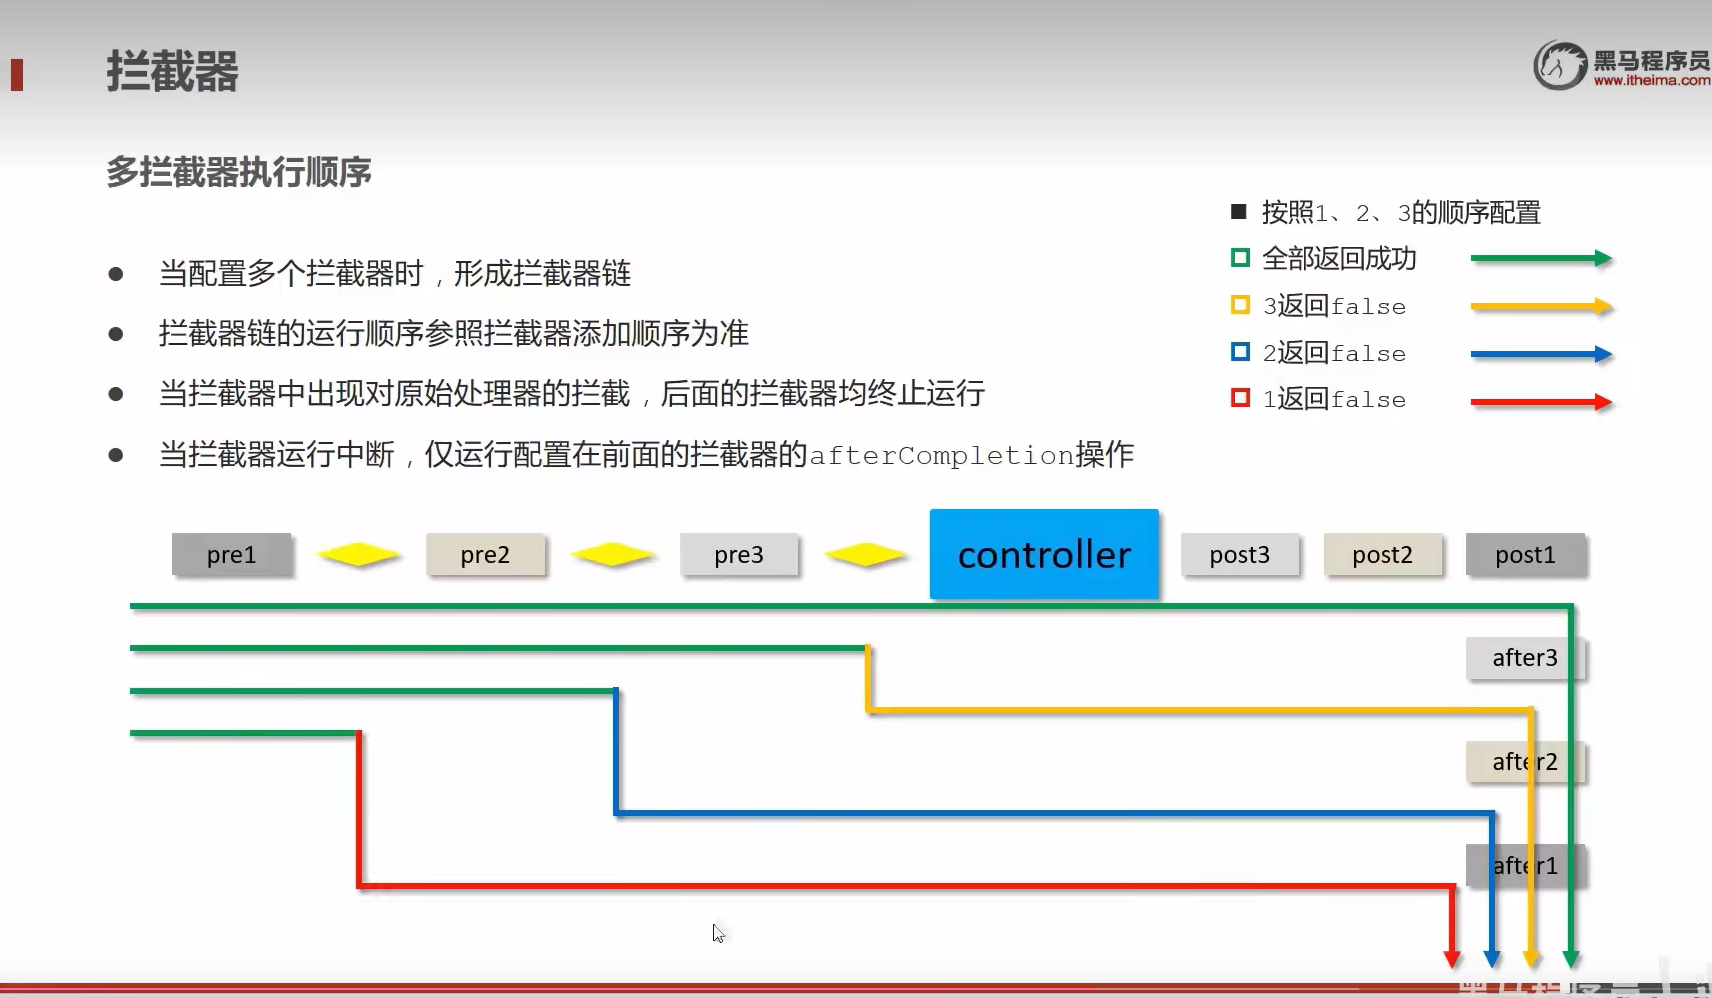 拦截器
黑马程序员
www.itheima.com
多拦截器执行顺序
按照1、2、3的顺序配置
全部返回成功
3返回false
2返回false
1返回false
当配置多个拦截器时，形成拦截器链
拦截器链的运行顺序参照拦截器添加顺序为准
当拦截器中出现对原始处理器的拦截，后面的拦截器均终止运行
当拦截器运行中断，仅运行配置在前面的拦截器的afterCompletion操作
pre1 pre2 pre3 controller post3 post2 post1
after3
after2
after1